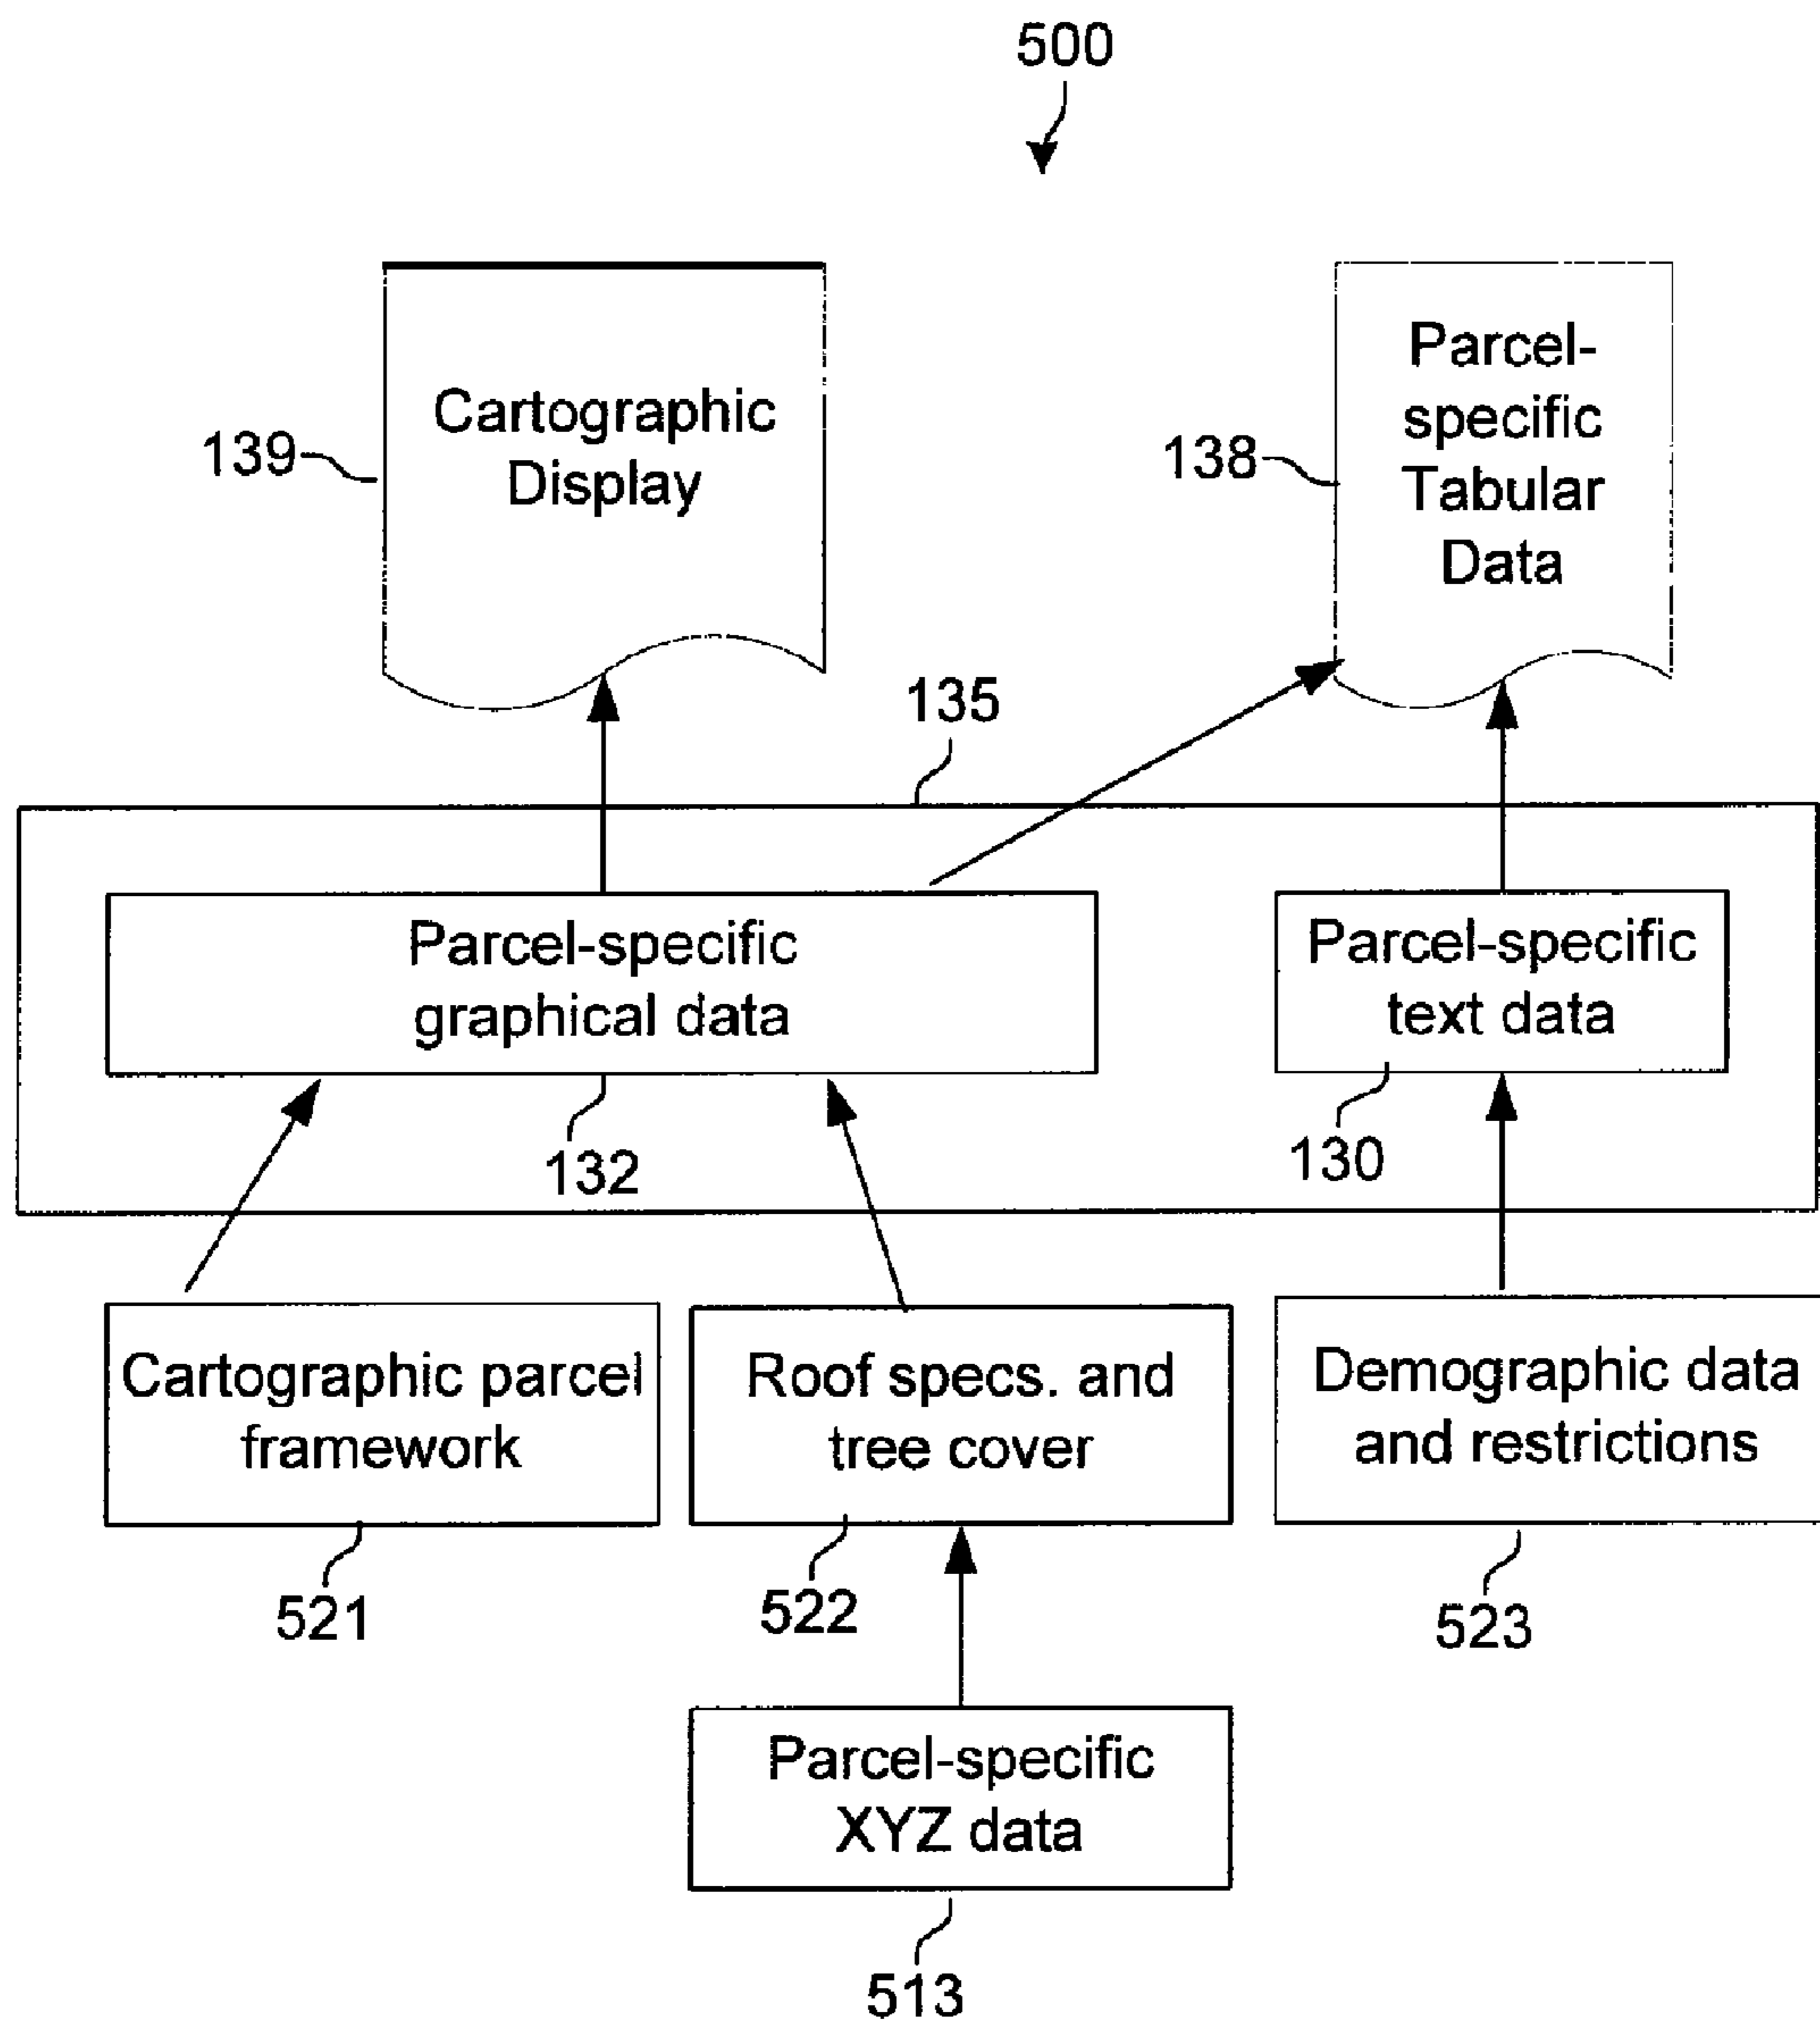 500
Cartographic
Display
139
Parcel-
specific
Tabular
Data
138
135
Parcel-specific
graphical data
132
Parcel-specific
text data
130
Cartographic parcel
framework
521
Roof specs. and
tree cover
522
Demographic data
and restrictions
523
Parcel-specific
XYZ data
513